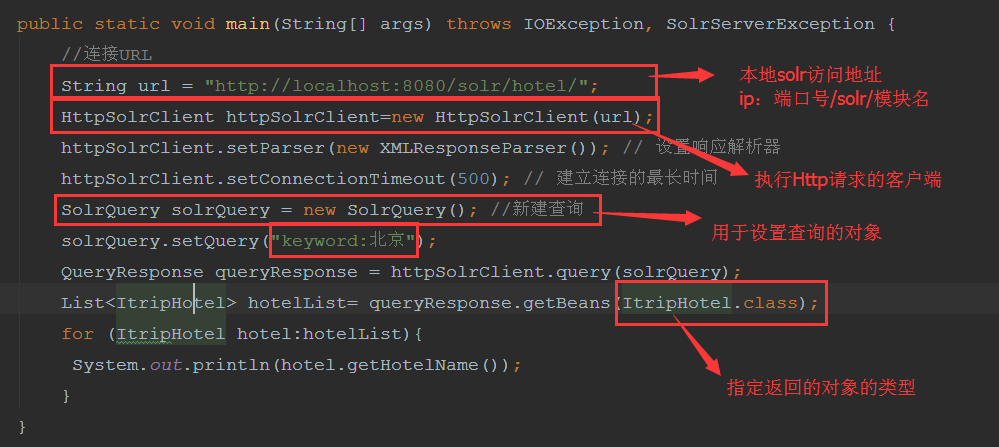 public static void main(String[] args) throws IOException, SolrServerException {
//连接URL
String url = "http://localhost:8080/solr/hotel/";
本地solr访问地址
ip：端口号/solr/模块名
HttpSolrClient httpSolrClient=new HttpSolrClient(url);
httpSolrClient.setParser(new XMLResponseParser()); // 设置响应解析器
httpSolrClient.setConnectionTimeout(500); // 建立连接的最长时间
执行Http请求的客户端
SolrQuery solrQuery = new SolrQuery(); //新建查询
用于设置查询的对象
solrQuery.setQuery("keyword:北京");
QueryResponse queryResponse = httpSolrClient.query(solrQuery);
List<ItripHotel> hotelList= queryResponse.getBeans(ItripHotel.class);
for (ItripHotel hotel:hotelList){
System.out.println(hotel.getHotelName());
指定返回的对象的类型
}
}